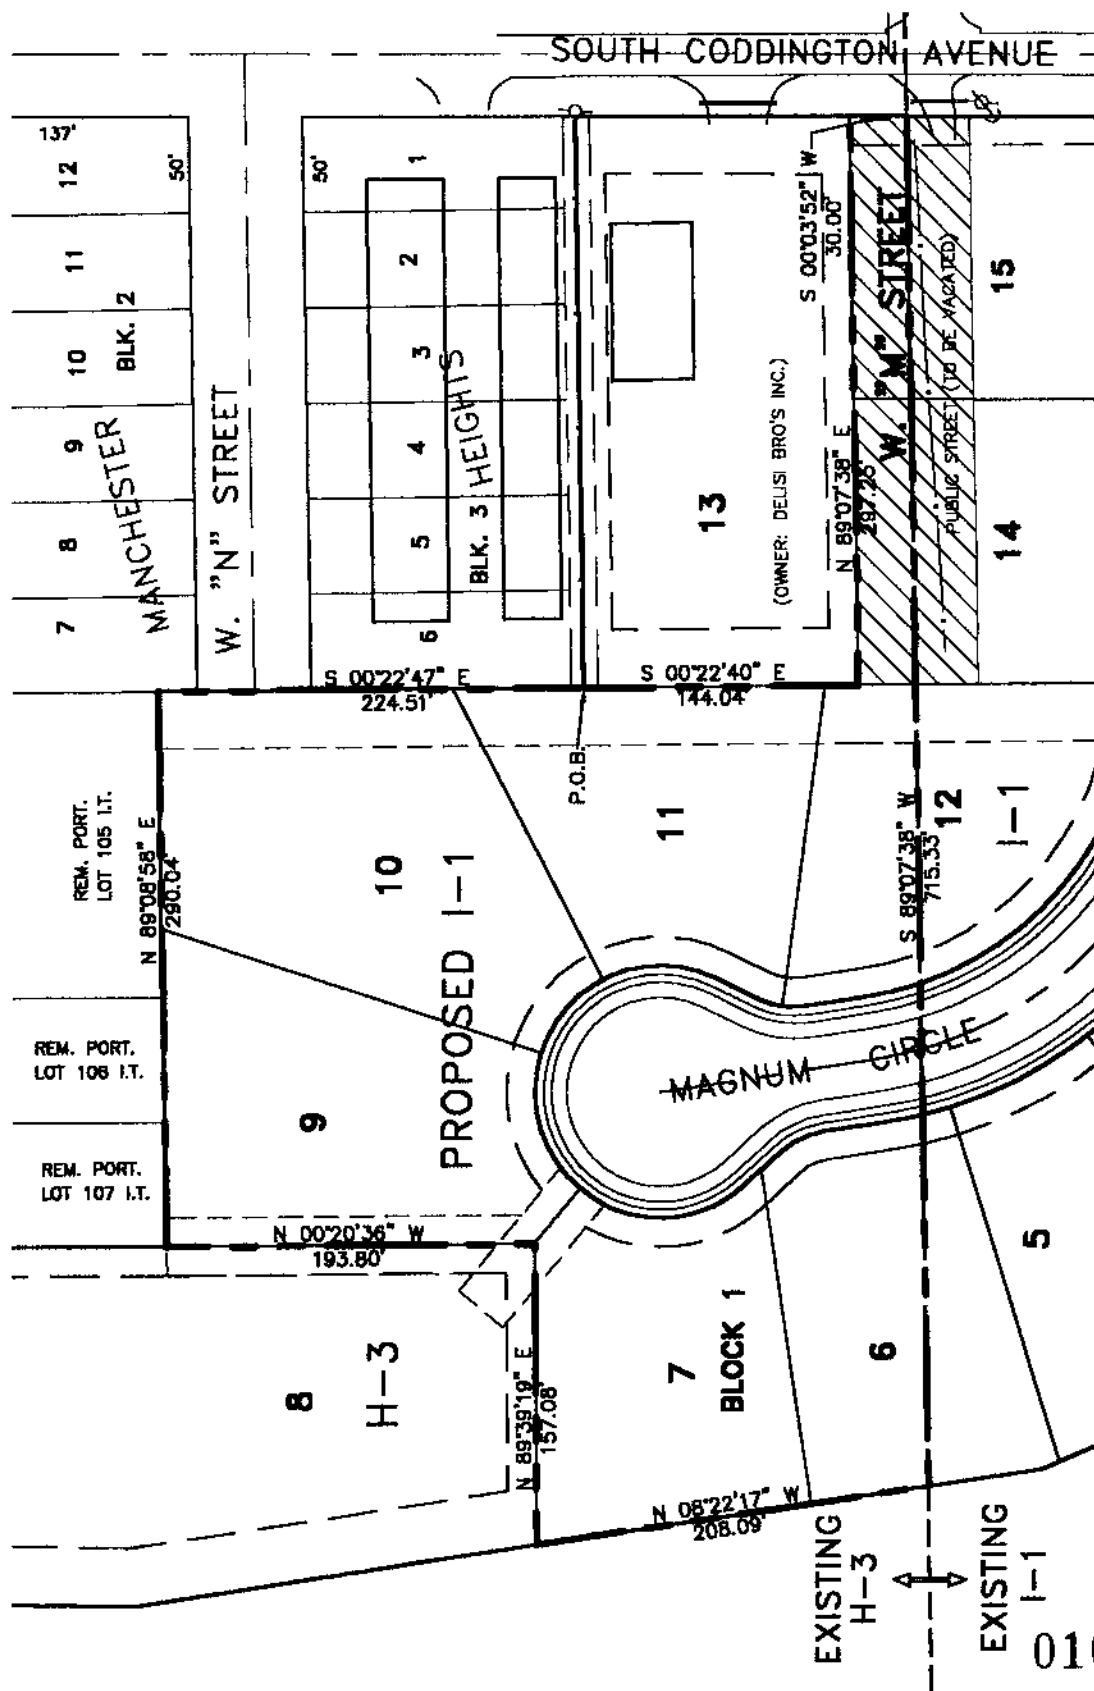 SOUTH CODDINGTON AVENUE
137'
12
11
10
9
8
7
BLK. 2
MANCHESTER
50'
W. "N" STREET
50'
1
2
3
4
5
6
BLK. 3
HEIGHTS
13
(OWNER: DELISI BRO'S INC.)
S 00°03'52" W
30.00'
N 89°07'38" E
297.26'
W. "M" STREET
PUBLIC STREET (TO BE VACATED)
15
14
S 00°22'47" E
224.51'
S 00°22'40" E
144.04'
P.O.B.
REM. PORT.
LOT 105 I.T.
N 89°08'58" E
290.04'
10
11
12
I-1
S 89°07'38" W
715.33'
PROPOSED I-1
REM. PORT.
LOT 106 I.T.
REM. PORT.
LOT 107 I.T.
9
MAGNUM CIRCLE
N 00°20'36" W
193.80'
8
H-3
N 89°39'19" E
157.08'
7
BLOCK 1
6
5
N 08°22'17" W
208.09'
EXISTING
H-3
EXISTING
I-1
010